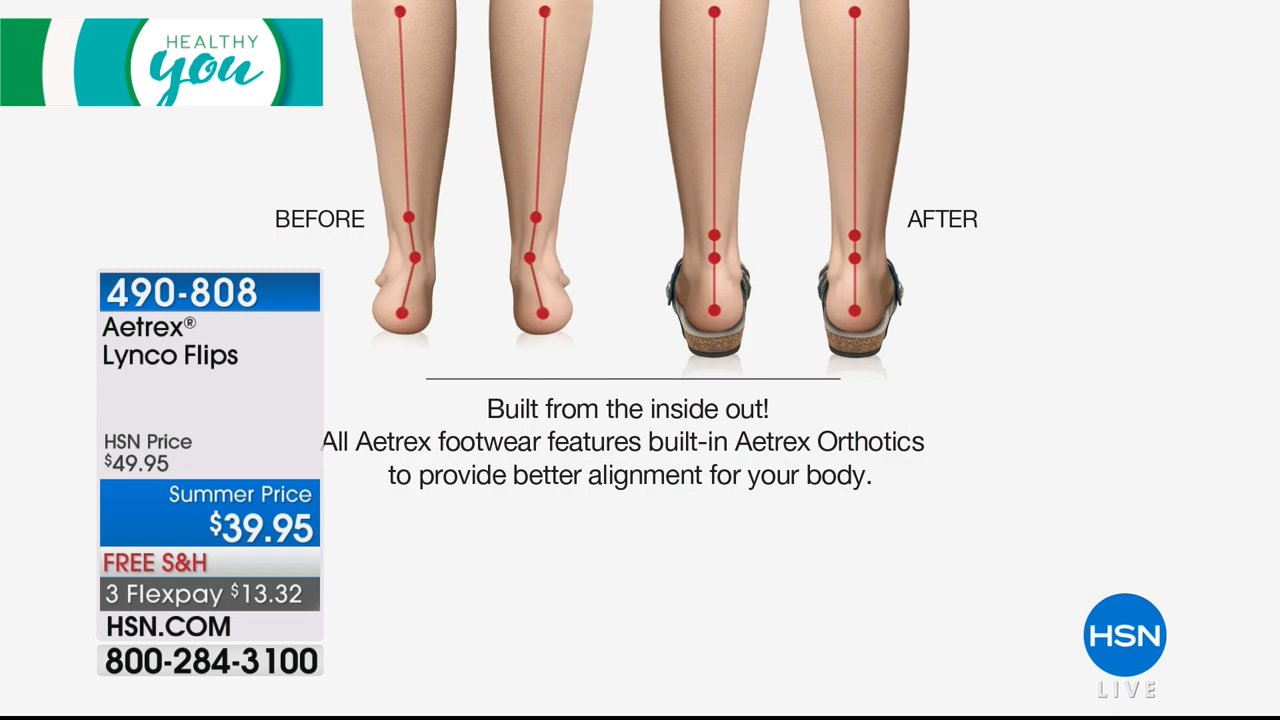 HEALTHY
you
BEFORE
AFTER
490-808
Aetrex®
Lynco Flips
HSN Price
$49.95
Summer Price
$39.95
FREE S&H
3 Flexpay $13.32
HSN.COM
800-284-3100
Built from the inside out!
All Aetrex footwear features built-in Aetrex Orthotics
to provide better alignment for your body.
HSN
LIVE